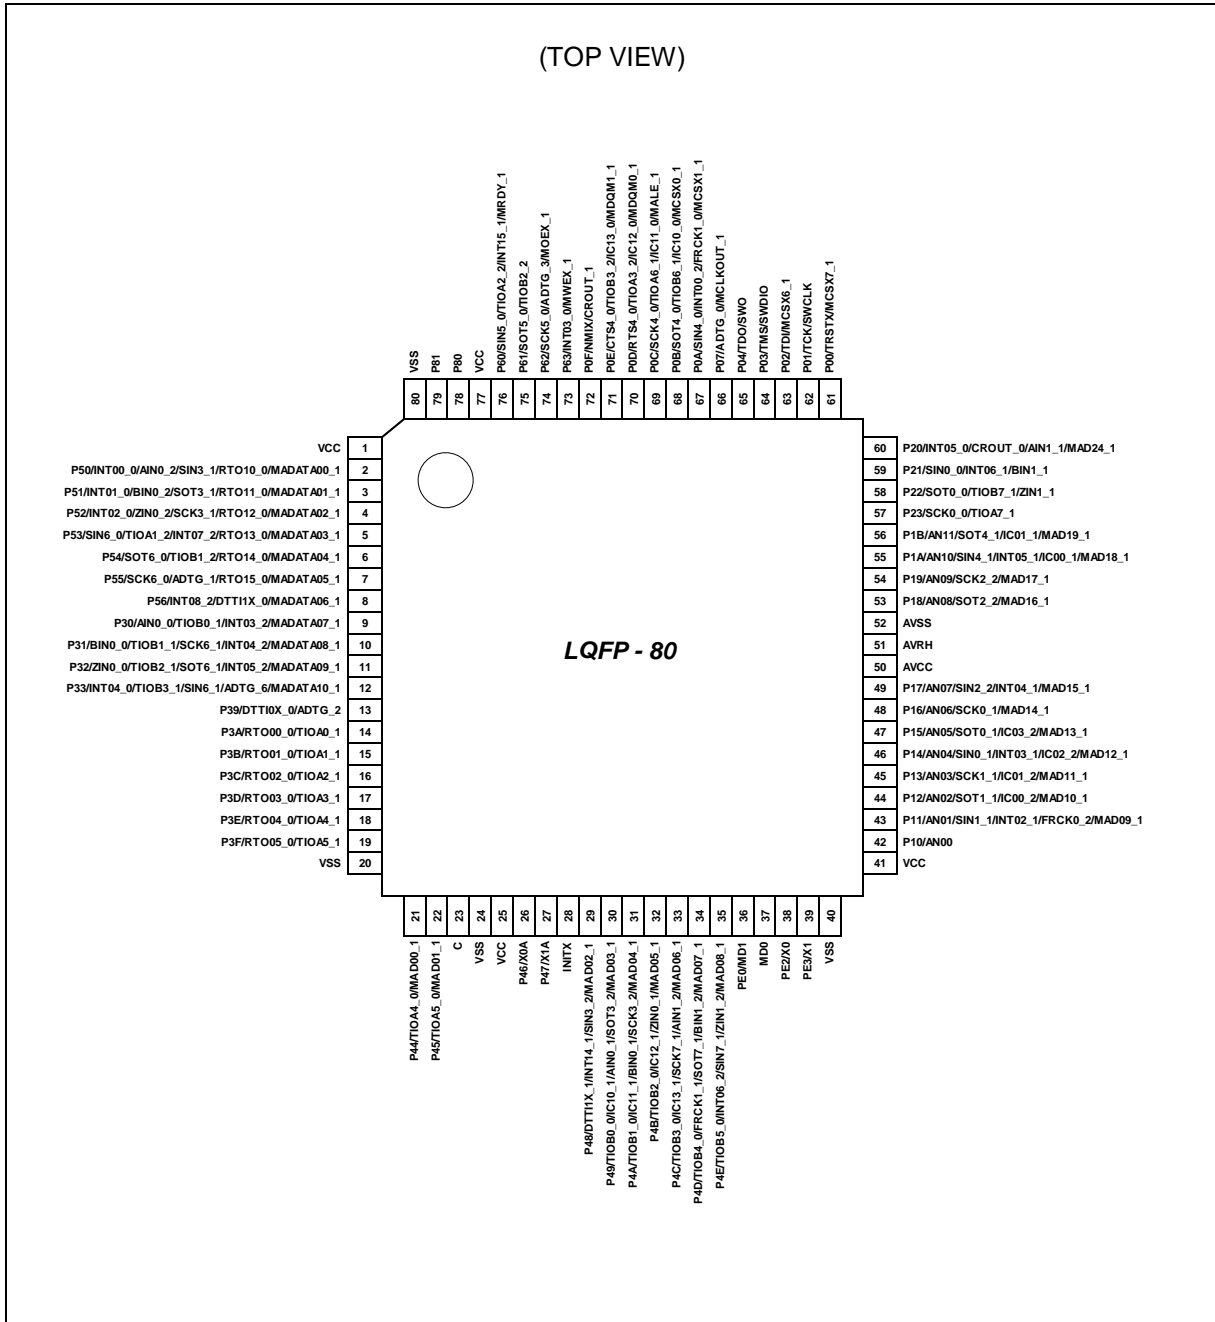 (TOP VIEW)
VSS
P81
P80
VCC
P60/SIN5_0/TIOA2_2/INT15_1/MRDY_1
P61/SOT5_0/TIOB2_2
P62/SCK5_0/ADTG_3/MOEX_1
P63/INT03_0/MWEX_1
P0F/NMIX/CROUT_1
P0E/CTS4_0/TIOB3_2/IC13_0/MDQM1_1
P0D/RTS4_0/TIOA3_2/IC12_0/MDQM0_1
P0C/SCK4_0/TIOA6_1/IC11_0/MALE_1
P0B/SOT4_0/TIOB6_1/IC10_0/MCSX0_1
P0A/SIN4_0/INT00_2/FRCK1_0/MCSX1_1
P07/ADTG_0/MCLKOUT_1
P04/TDO/SWO
P03/TMS/SWDIO
P02/TDI/MCSX6_1
P01/TCK/SWCLK
P00/TRSTX/MCSX7_1
80
79
78
77
76
75
74
73
72
71
70
69
68
67
66
65
64
63
62
61
VCC 1
P50/INT00_0/AIN0_2/SIN3_1/RTO10_0/MADATA00_1 2
P51/INT01_0/BIN0_2/SOT3_1/RTO11_0/MADATA01_1 3
P52/INT02_0/ZIN0_2/SCK3_1/RTO12_0/MADATA02_1 4
P53/SIN6_0/TIOA1_2/INT07_2/RTO13_0/MADATA03_1 5
P54/SOT6_0/TIOB1_2/RTO14_0/MADATA04_1 6
P55/SCK6_0/ADTG_1/RTO15_0/MADATA05_1 7
P56/INT08_2/DTTI1X_0/MADATA06_1 8
P30/AIN0_0/TIOB0_1/INT03_2/MADATA07_1 9
P31/BIN0_0/TIOB1_1/SCK6_1/INT04_2/MADATA08_1 10
P32/ZIN0_0/TIOB2_1/SOT6_1/INT05_2/MADATA09_1 11
P33/INT04_0/TIOB3_1/SIN6_1/ADTG_6/MADATA10_1 12
P39/DTTI0X_0/ADTG_2 13
P3A/RTO00_0/TIOA0_1 14
P3B/RTO01_0/TIOA1_1 15
P3C/RTO02_0/TIOA2_1 16
P3D/RTO03_0/TIOA3_1 17
P3E/RTO04_0/TIOA4_1 18
P3F/RTO05_0/TIOA5_1 19
VSS 20
LQFP - 80
60 P20/INT05_0/CROUT_0/AIN1_1/MAD24_1
59 P21/SIN0_0/INT06_1/BIN1_1
58 P22/SOT0_0/TIOB7_1/ZIN1_1
57 P23/SCK0_0/TIOA7_1
56 P1B/AN11/SOT4_1/IC01_1/MAD19_1
55 P1A/AN10/SIN4_1/INT05_1/IC00_1/MAD18_1
54 P19/AN09/SCK2_2/MAD17_1
53 P18/AN08/SOT2_2/MAD16_1
52 AVSS
51 AVRH
50 AVCC
49 P17/AN07/SIN2_2/INT04_1/MAD15_1
48 P16/AN06/SCK0_1/MAD14_1
47 P15/AN05/SOT0_1/IC03_2/MAD13_1
46 P14/AN04/SIN0_1/INT03_1/IC02_2/MAD12_1
45 P13/AN03/SCK1_1/IC01_2/MAD11_1
44 P12/AN02/SOT1_1/IC00_2/MAD10_1
43 P11/AN01/SIN1_1/INT02_1/FRCK0_2/MAD09_1
42 P10/AN00
41 VCC
21
22
23
24
25
26
27
28
29
30
31
32
33
34
35
36
37
38
39
40
P44/TIOA4_0/MAD00_1
P45/TIOA5_0/MAD01_1
C
VSS
VCC
P46/X0A
P47/X1A
INITX
P48/DTTI1X_1/INT14_1/SIN3_2/MAD02_1
P49/TIOB0_0/IC10_1/AIN0_1/SOT3_2/MAD03_1
P4A/TIOB1_0/IC11_1/BIN0_1/SCK3_2/MAD04_1
P4B/TIOB2_0/IC12_1/ZIN0_1/MAD05_1
P4C/TIOB3_0/IC13_1/SCK7_1/AIN1_2/MAD06_1
P4D/TIOB4_0/FRCK1_1/SOT7_1/BIN1_2/MAD07_1
P4E/TIOB5_0/INT06_2/SIN7_1/ZIN1_2/MAD08_1
PE0/MD1
MD0
PE2/X0
PE3/X1
VSS